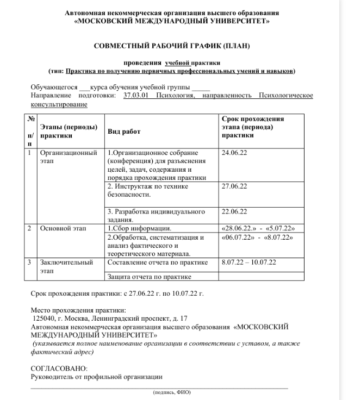 Автономная некоммерческая организация высшего образования
«МОСКОВСКИЙ МЕЖДУНАРОДНЫЙ УНИВЕРСИТЕТ»
СОВМЕСТНЫЙ РАБОЧИЙ ГРАФИК (ПЛАН)
проведения учебной практики
(тип: Практика по получению первичных профессиональных умений и навыков)
Обучающегося ___курса обучения учебной группы _____
Направление подготовки: 37.03.01 Психология, направленность Психологическое
консультирование
№ п/п
Этапы (периоды) практики
Вид работ
Срок прохождения этапа (периода) практики
1
Организационный этап
1.Организационное собрание
(конференция) для разъяснения
целей, задач, содержания и
порядка прохождения практики
24.06.22
2. Инструктаж по технике
безопасности.
27.06.22
3. Разработка индивидуального
задания.
22.06.22
2
Основной этап
1.Сбор информации.
«28.06.22.» - «5.07.22»
2.Обработка, систематизация и
анализ фактического и
теоретического материала.
«06.07.22» - «8.07.22»
3
Заключительный этап
Составление отчета по практике
8.07.22 – 10.07.22
Защита отчета по практике
Срок прохождения практики: с 27.06.22 г. по 10.07.22 г.
Место прохождения практики:
125040, г. Москва, Ленинградский проспект, д. 17
Автономная некоммерческая организация высшего образования «МОСКОВСКИЙ
МЕЖДУНАРОДНЫЙ УНИВЕРСИТЕТ»
(указывается полное наименование организации в соответствии с уставом, а также
фактический адрес)
СОГЛАСОВАНО:
Руководитель от профильной организации
(подпись, ФИО)